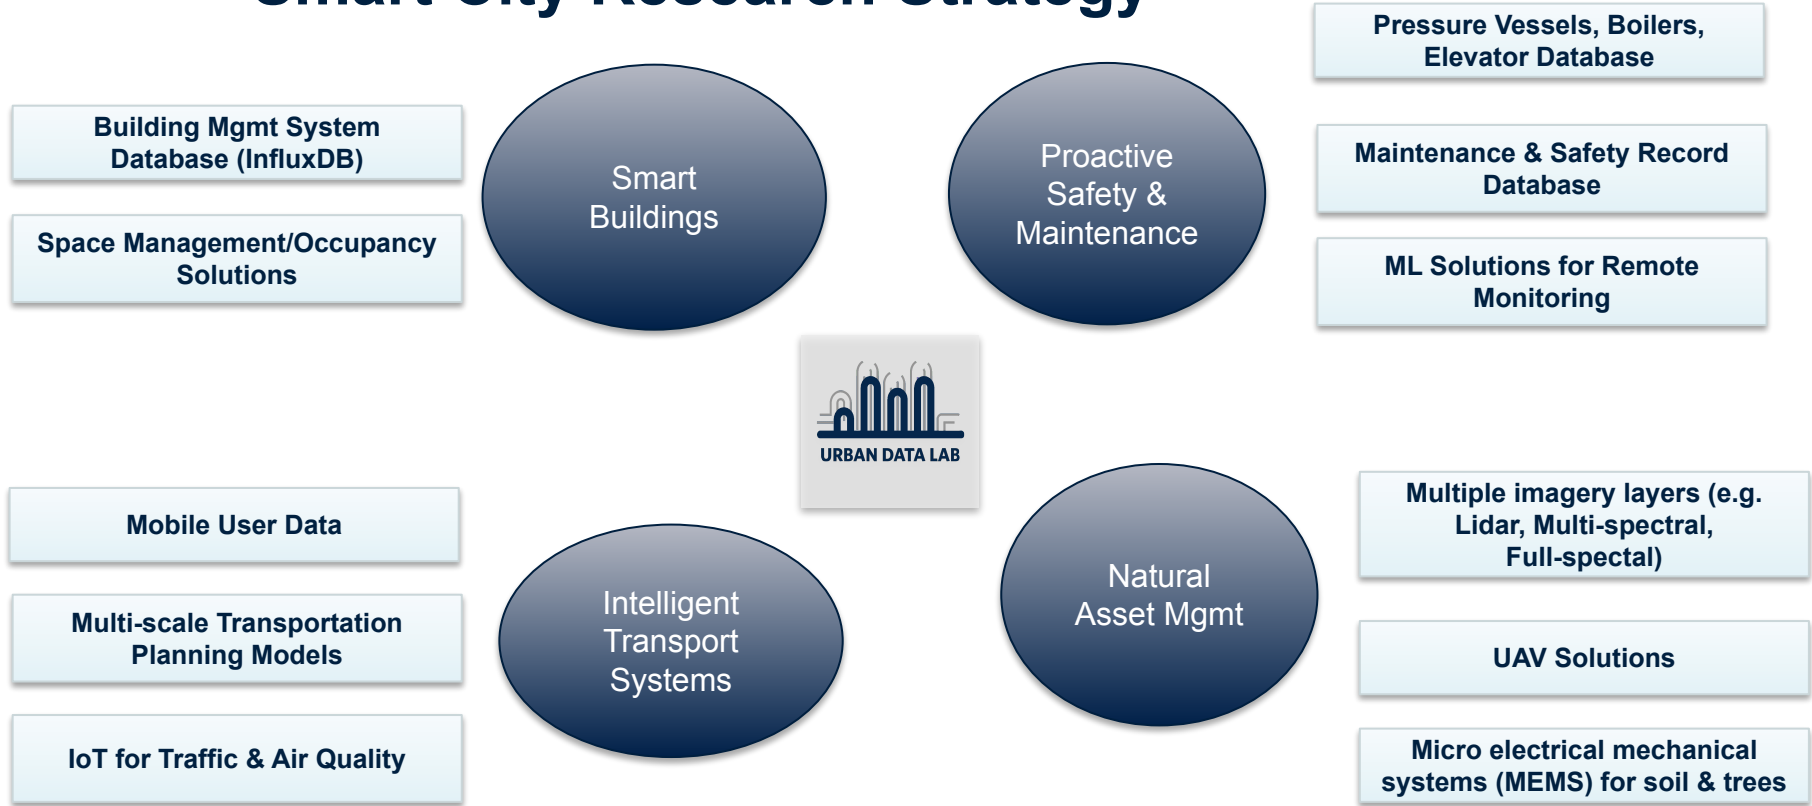 Smart City Research Strategy
Building Mgmt System
Database (InfluxDB)
Space Management/Occupancy
Solutions
Smart
Buildings
Proactive
Safety &
Maintenance
Pressure Vessels, Boilers,
Elevator Database
Maintenance & Safety Record
Database
ML Solutions for Remote
Monitoring
URBAN DATA LAB
Mobile User Data
Multi-scale Transportation
Planning Models
IoT for Traffic & Air Quality
Intelligent
Transport
Systems
Natural
Asset Mgmt
Multiple imagery layers (e.g.
Lidar, Multi-spectral,
Full-spectal)
UAV Solutions
Micro electrical mechanical
systems (MEMS) for soil & trees